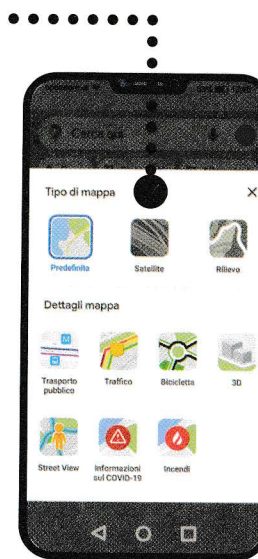 Cerca qui
Tipo di mappa
Predefinita Satellite Rilievo
Dettagli mappa
Trasporto
pubblico Traffico Bicicletta 3D
Street View Informazioni
sul COVID-19 Incendi